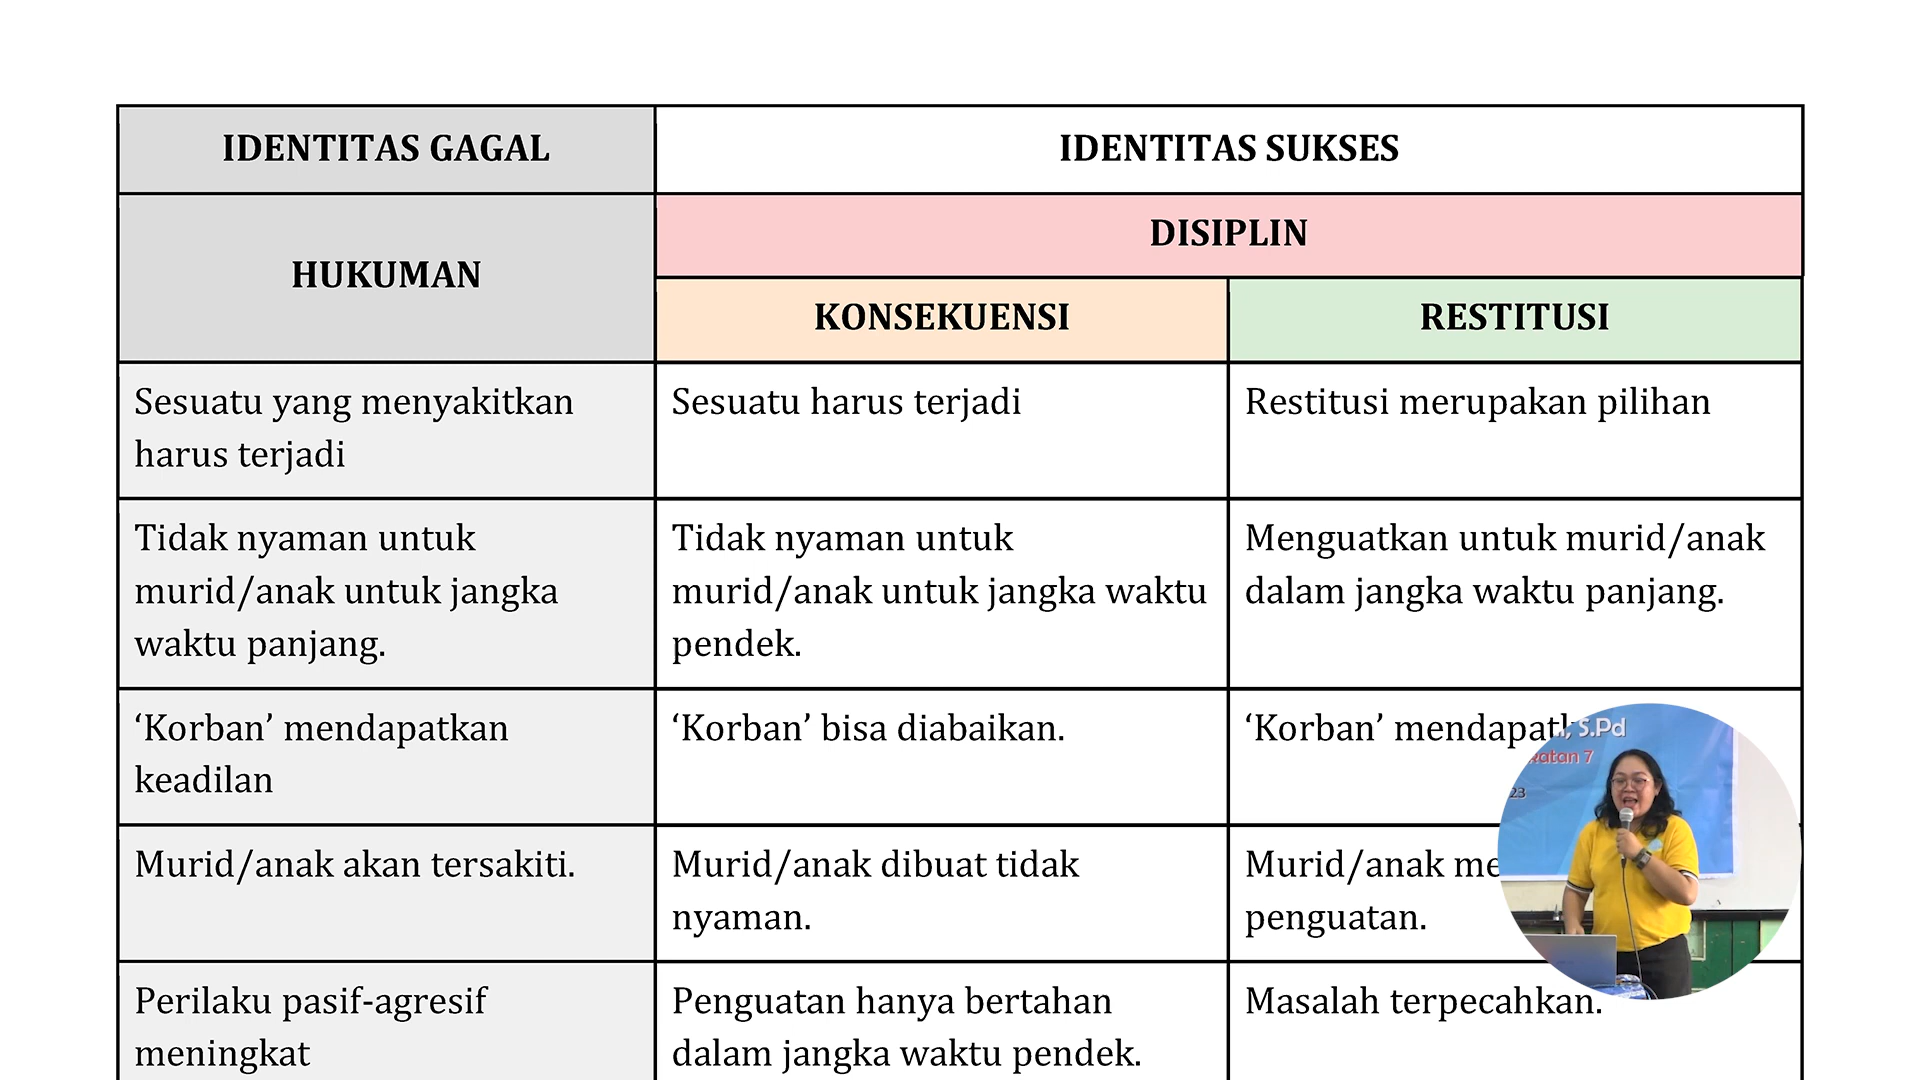 IDENTITAS GAGAL
IDENTITAS SUKSES
HUKUMAN
DISIPLIN
KONSEKUENSI
RESTITUSI
Sesuatu yang menyakitkan
harus terjadi
Sesuatu harus terjadi
Restitusi merupakan pilihan
Tidak nyaman untuk
murid/anak untuk jangka
waktu panjang.
Tidak nyaman untuk
murid/anak untuk jangka waktu
pendek.
Menguatkan untuk murid/anak
dalam jangka waktu panjang.
‘Korban’ mendapatkan
keadilan
‘Korban’ bisa diabaikan.
‘Korban’
Murid/anak akan tersakiti.
Murid/anak dibuat tidak
nyaman.
Murid/anak
penguatan.
Perilaku pasif-agresif
meningkat
Penguatan hanya bertahan
dalam jangka waktu pendek.
Masalah terpecahkan.
S.Pd
7
23